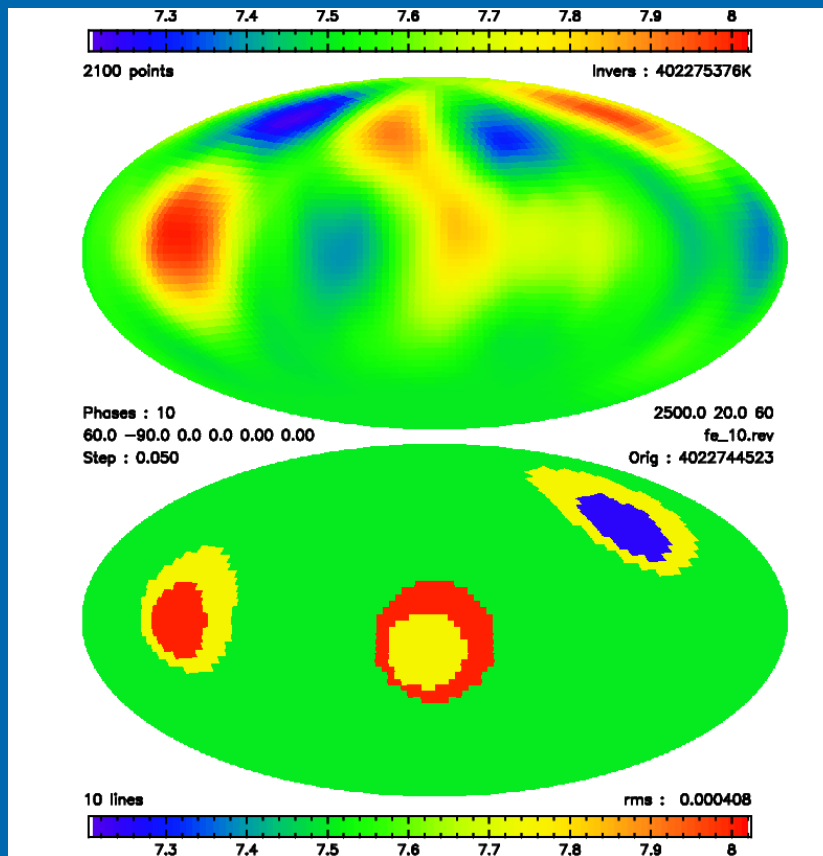 7.3 7.4 7.5 7.6 7.7 7.8 7.9 8
2100 points Invers : 402275376K
Phases : 10 2500.0 20.0 60
60.0 −90.0 0.0 0.0 0.00 0.00 fe_10.rev
Step : 0.050 Orig : 4022744523
10 lines rms : 0.000408
7.3 7.4 7.5 7.6 7.7 7.8 7.9 8